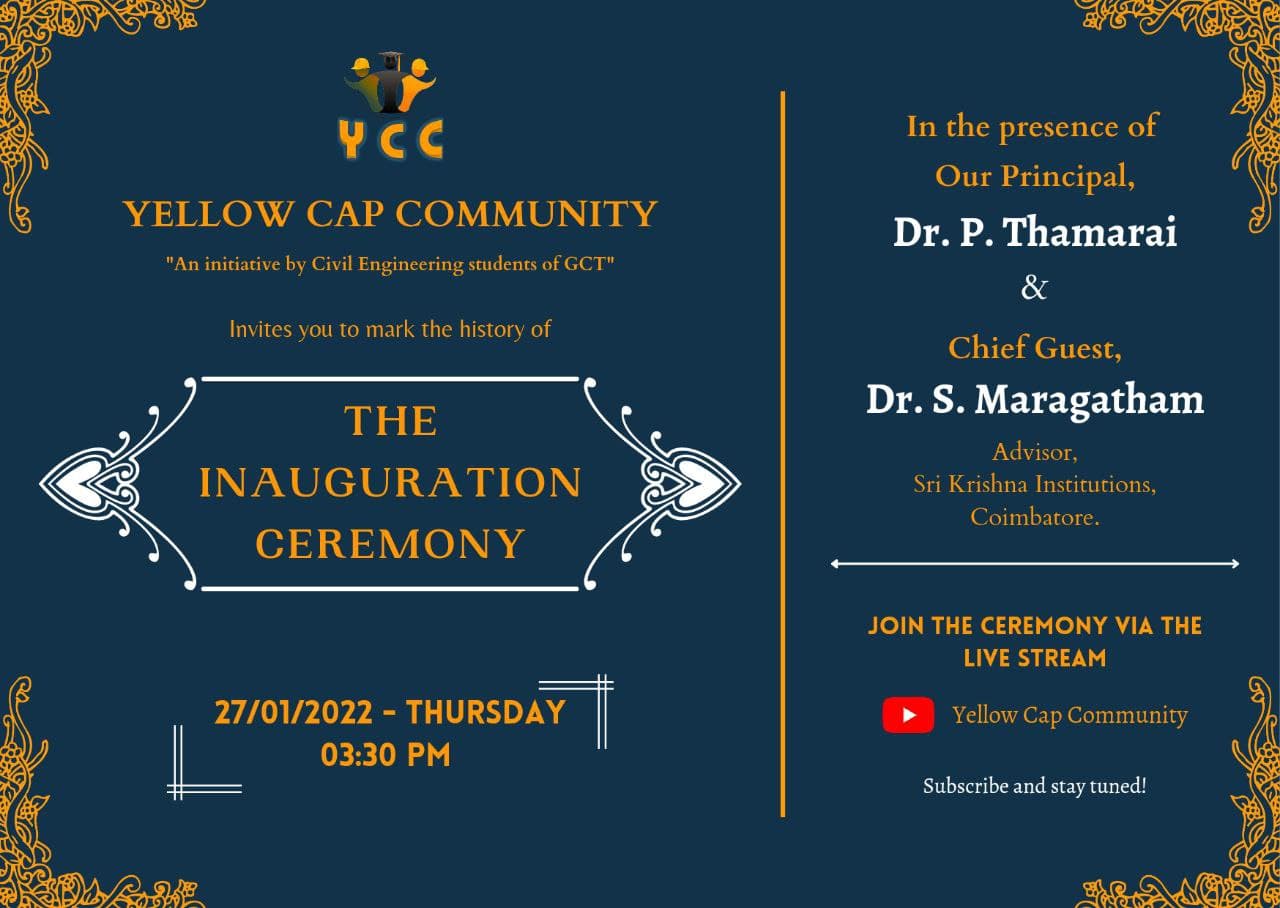 YCC
YELLOW CAP COMMUNITY
"An initiative by Civil Engineering students of GCT"
Invites you to mark the history of
THE
INAUGURATION
CEREMONY
27/01/2022 - THURSDAY
03:30 PM
In the presence of
Our Principal,
Dr. P. Thamarai
&
Chief Guest,
Dr. S. Maragatham
Advisor,
Sri Krishna Institutions,
Coimbatore.
JOIN THE CEREMONY VIA THE
LIVE STREAM
Yellow Cap Community
Subscribe and stay tuned!